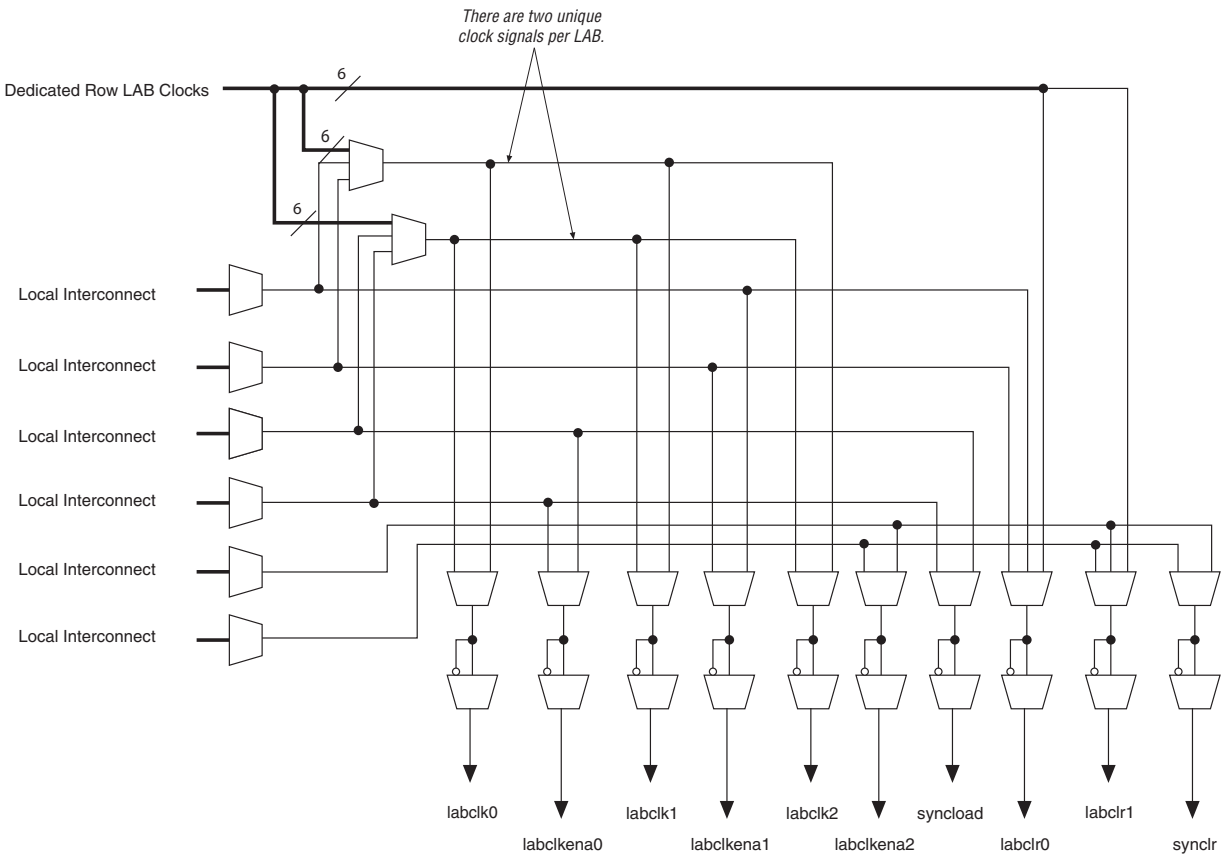 There are two unique
clock signals per LAB.
6
Dedicated Row LAB Clocks
6
6
Local Interconnect
Local Interconnect
Local Interconnect
Local Interconnect
Local Interconnect
Local Interconnect
labclk0
labclk1
labclk2
syncload
labclr1
labclkena0
labclkena1
labclkena2
labclr0
synclr